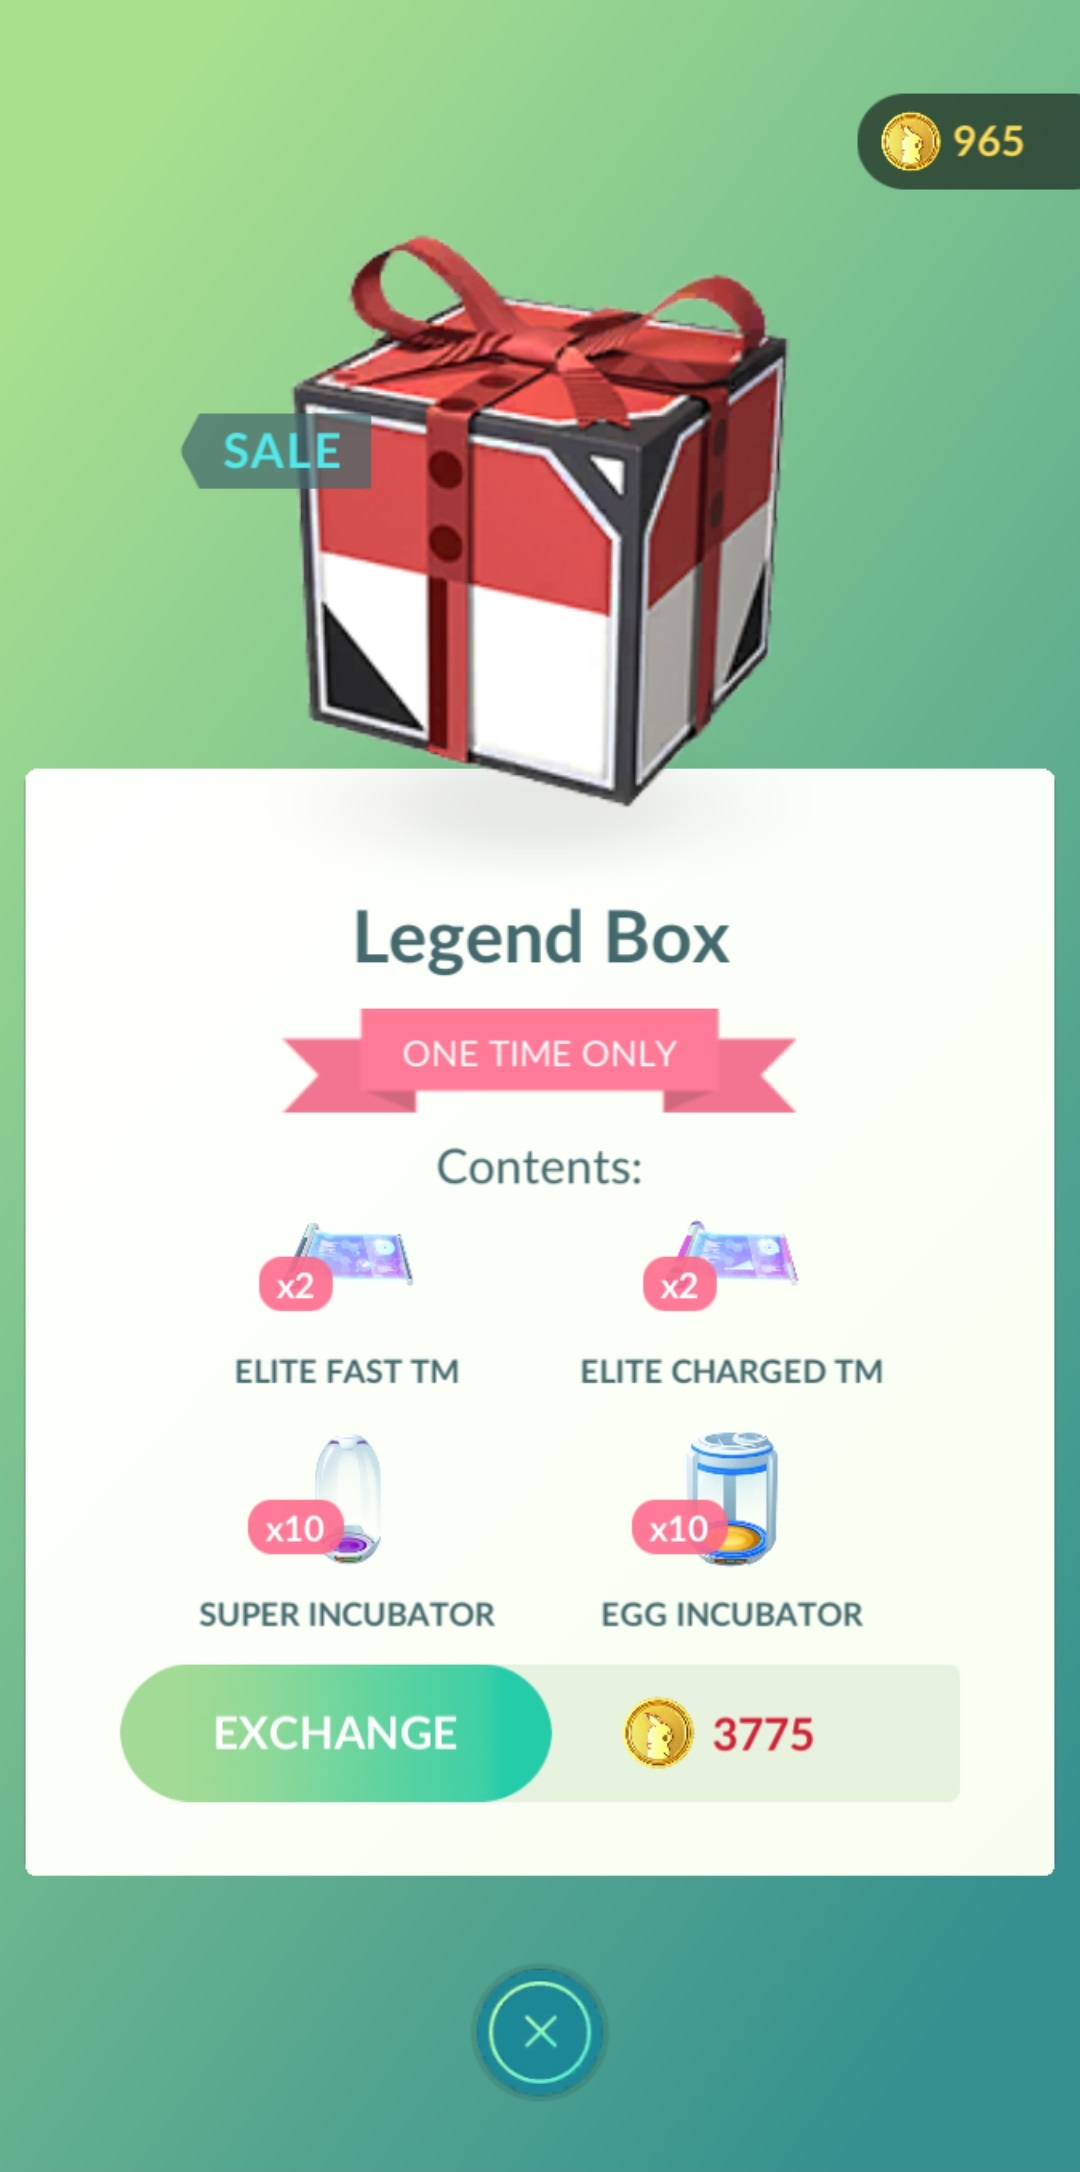 965
SALE
Legend Box
ONE TIME ONLY
Contents:
x2
x2
ELITE FAST TM
ELITE CHARGED TM
x10
x10
SUPER INCUBATOR
EGG INCUBATOR
EXCHANGE
3775